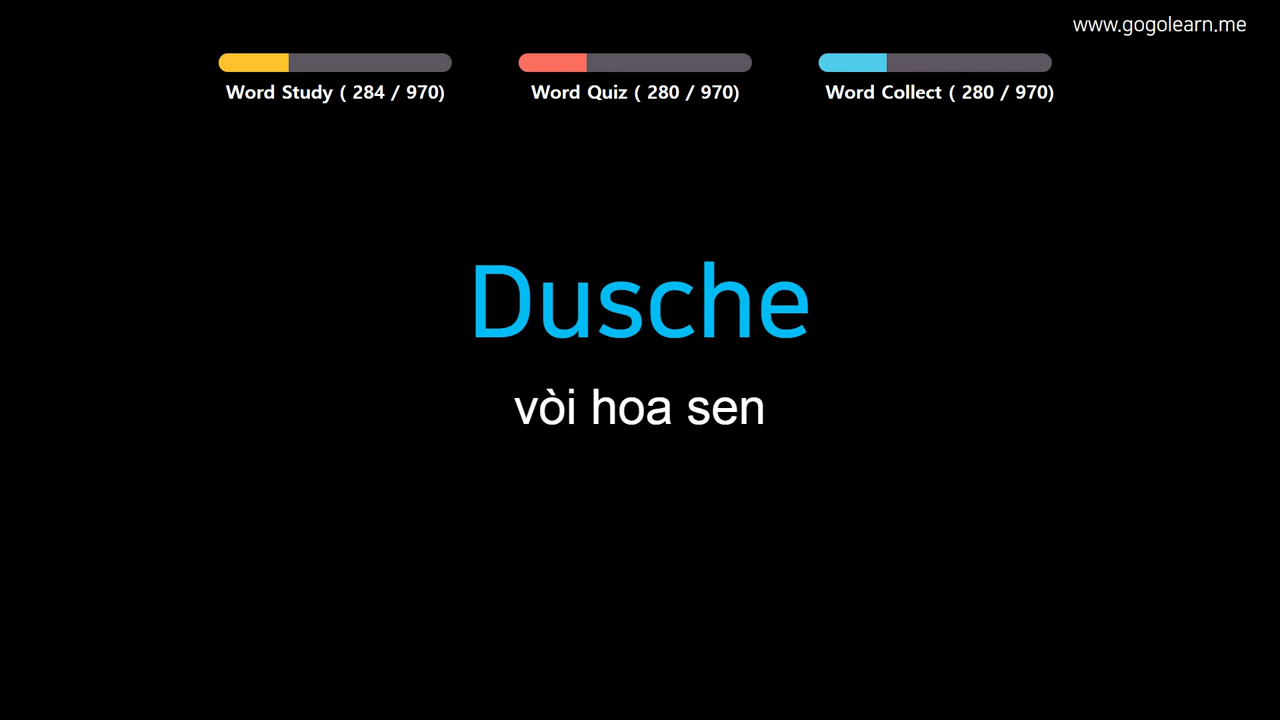 www.gogolearn.me
Word Study ( 284 / 970)
Word Quiz ( 280 / 970)
Word Collect ( 280 / 970)
Dusche
vòi hoa sen